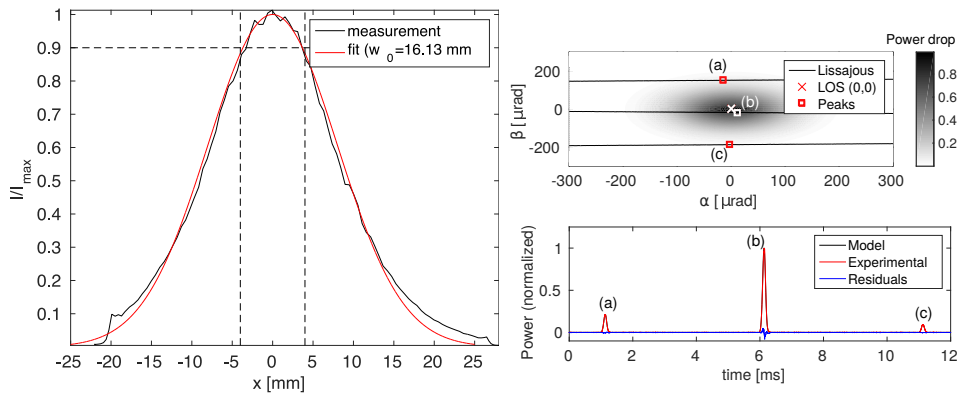 1
0.9
0.8
0.7
0.6
0.5
0.4
0.3
0.2
0.1
I/I_max
-25 -20 -15 -10 -5 0 5 10 15 20 25
x [mm]
measurement
fit (w_0=16.13 mm
Power drop
200
0
-200
β [ μrad]
(a)
(b)
(c)
Lissajous
LOS (0,0)
Peaks
0.8
0.6
0.4
0.2
-300 -200 -100 0 100 200 300
α [ μrad]
1
0.5
0
Power (normalized)
(a)
(b)
(c)
Model
Experimental
Residuals
0 2 4 6 8 10 12
time [ms]